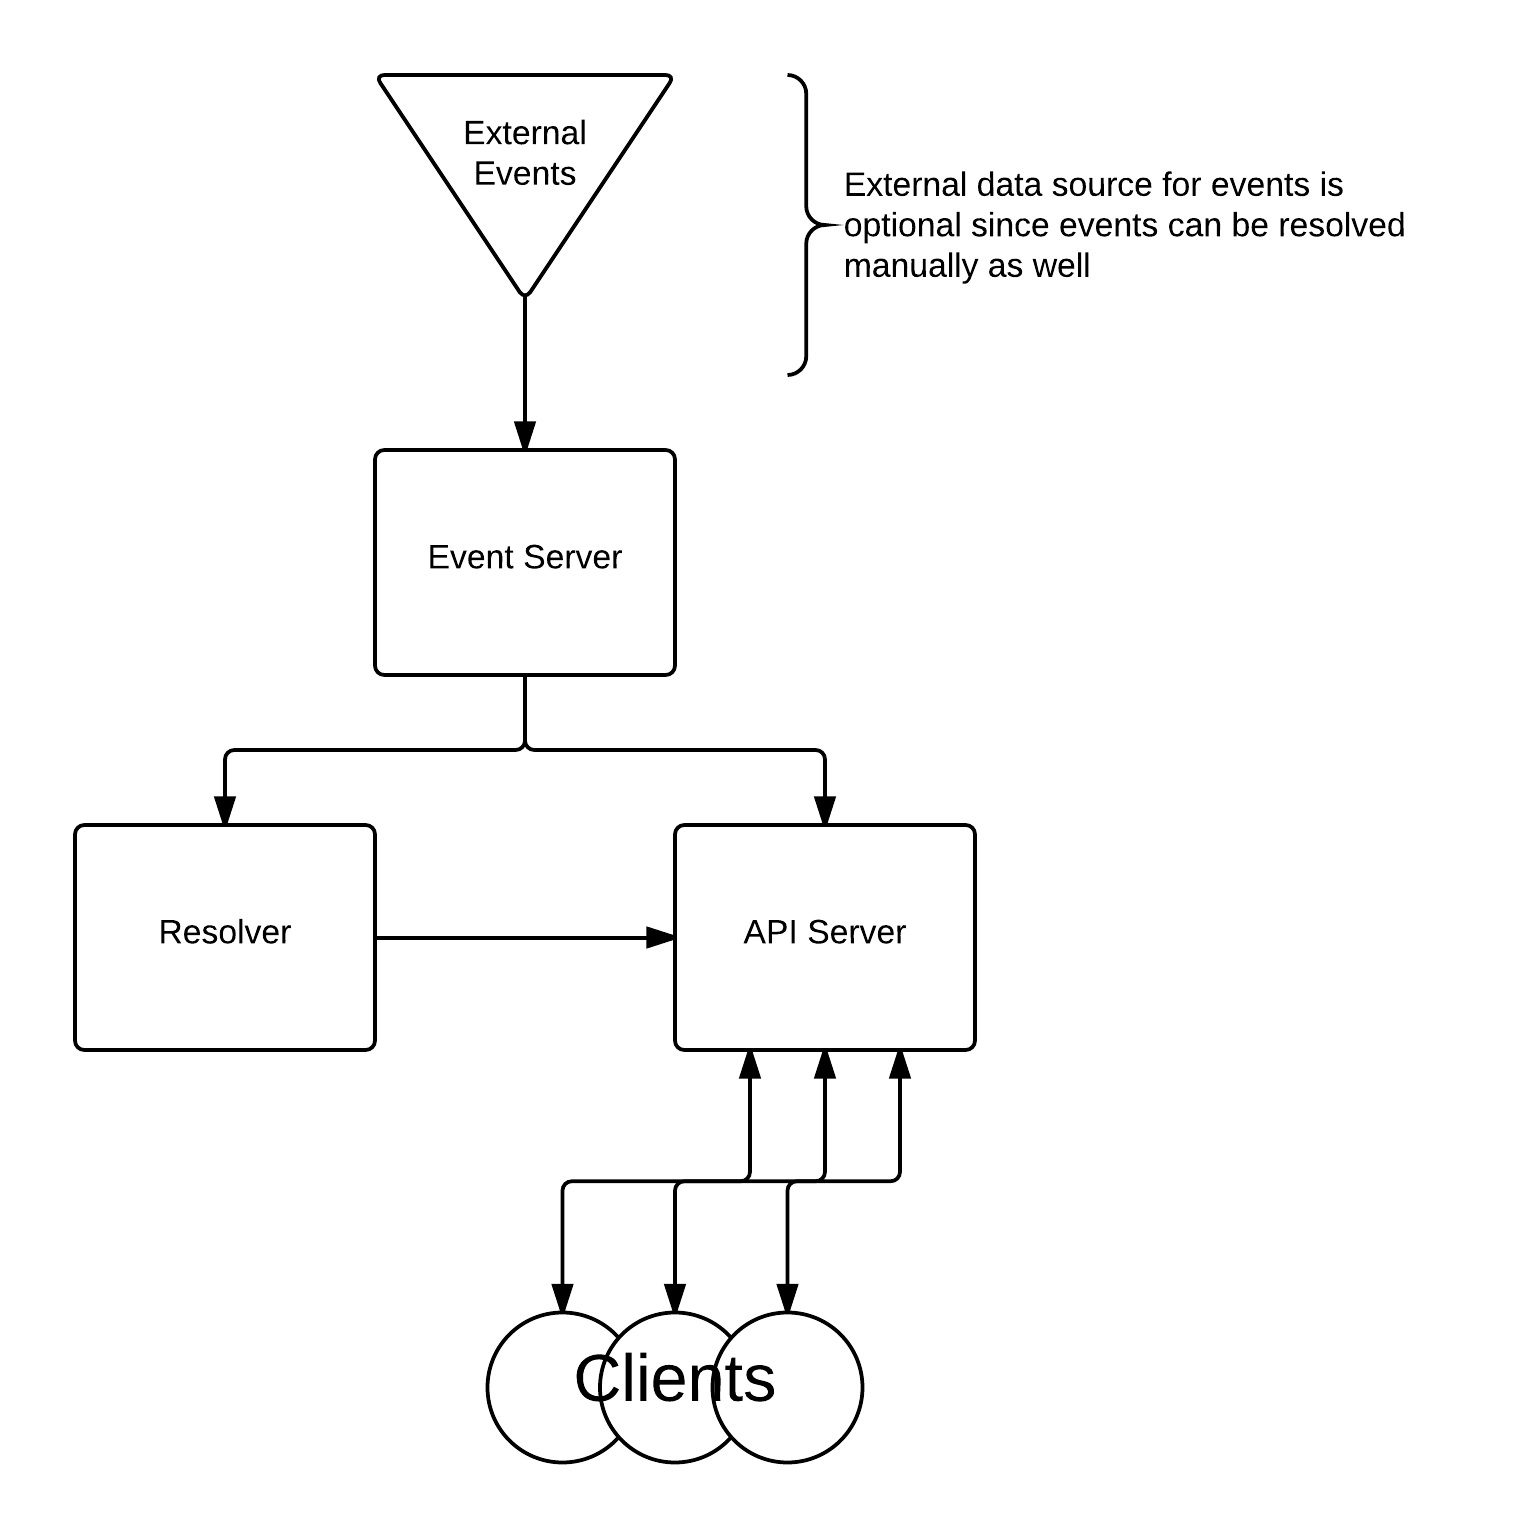 External
Events
External data source for events is
optional since events can be resolved
manually as well
Event Server
Resolver
API Server
Clients